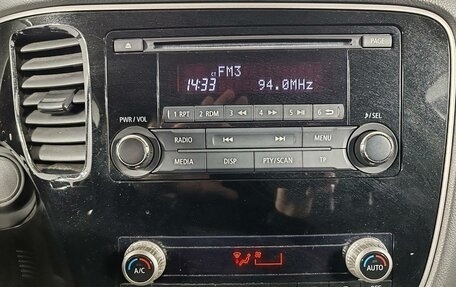 PAGE
CT FM3
14:33 94.0MHz
1 RPT 2 RDM 3 4 5 6
PWR / VOL
♪/SEL
RADIO MENU
MEDIA DISP PTY/SCAN TP
A/C
AUTO